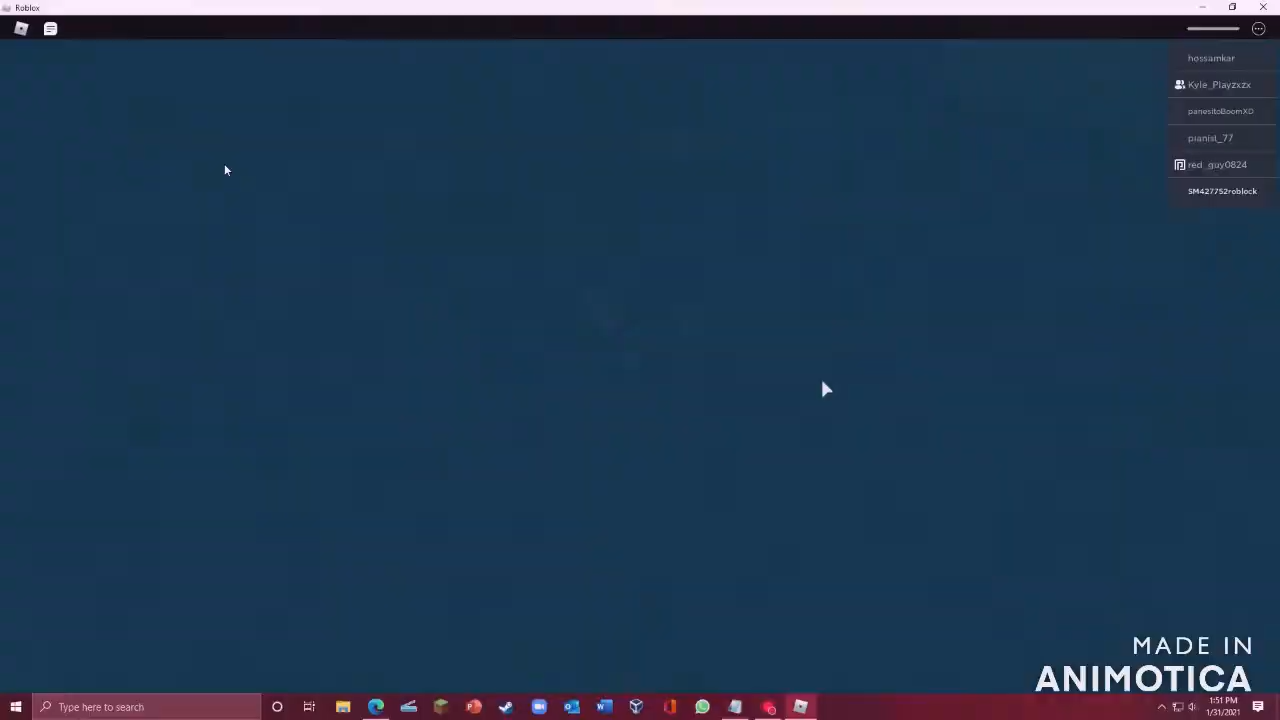 Roblox
hossamkar
Kyle_Playzxzx
panesitoBoomXD
pianist_77
red_guy0824
SM427752roblock
MADE IN
ANIMOTICA
Type here to search
1:51 PM
1/31/2021